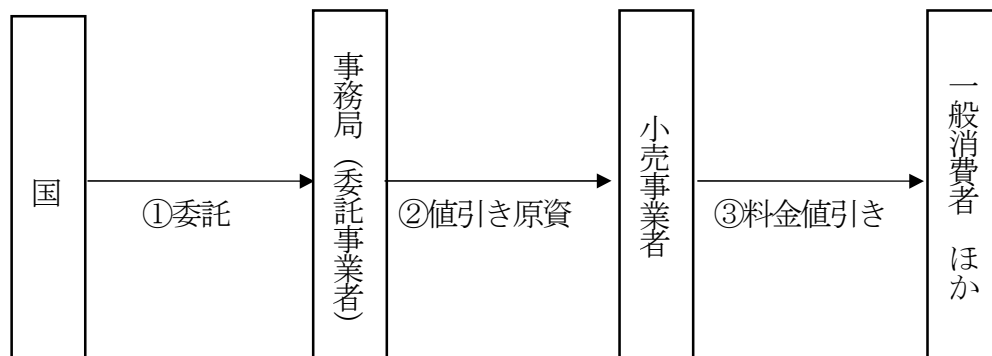 国
①委託
事務局（委託事業者）
②値引き原資
小売事業者
③料金値引き
一般消費者　ほか